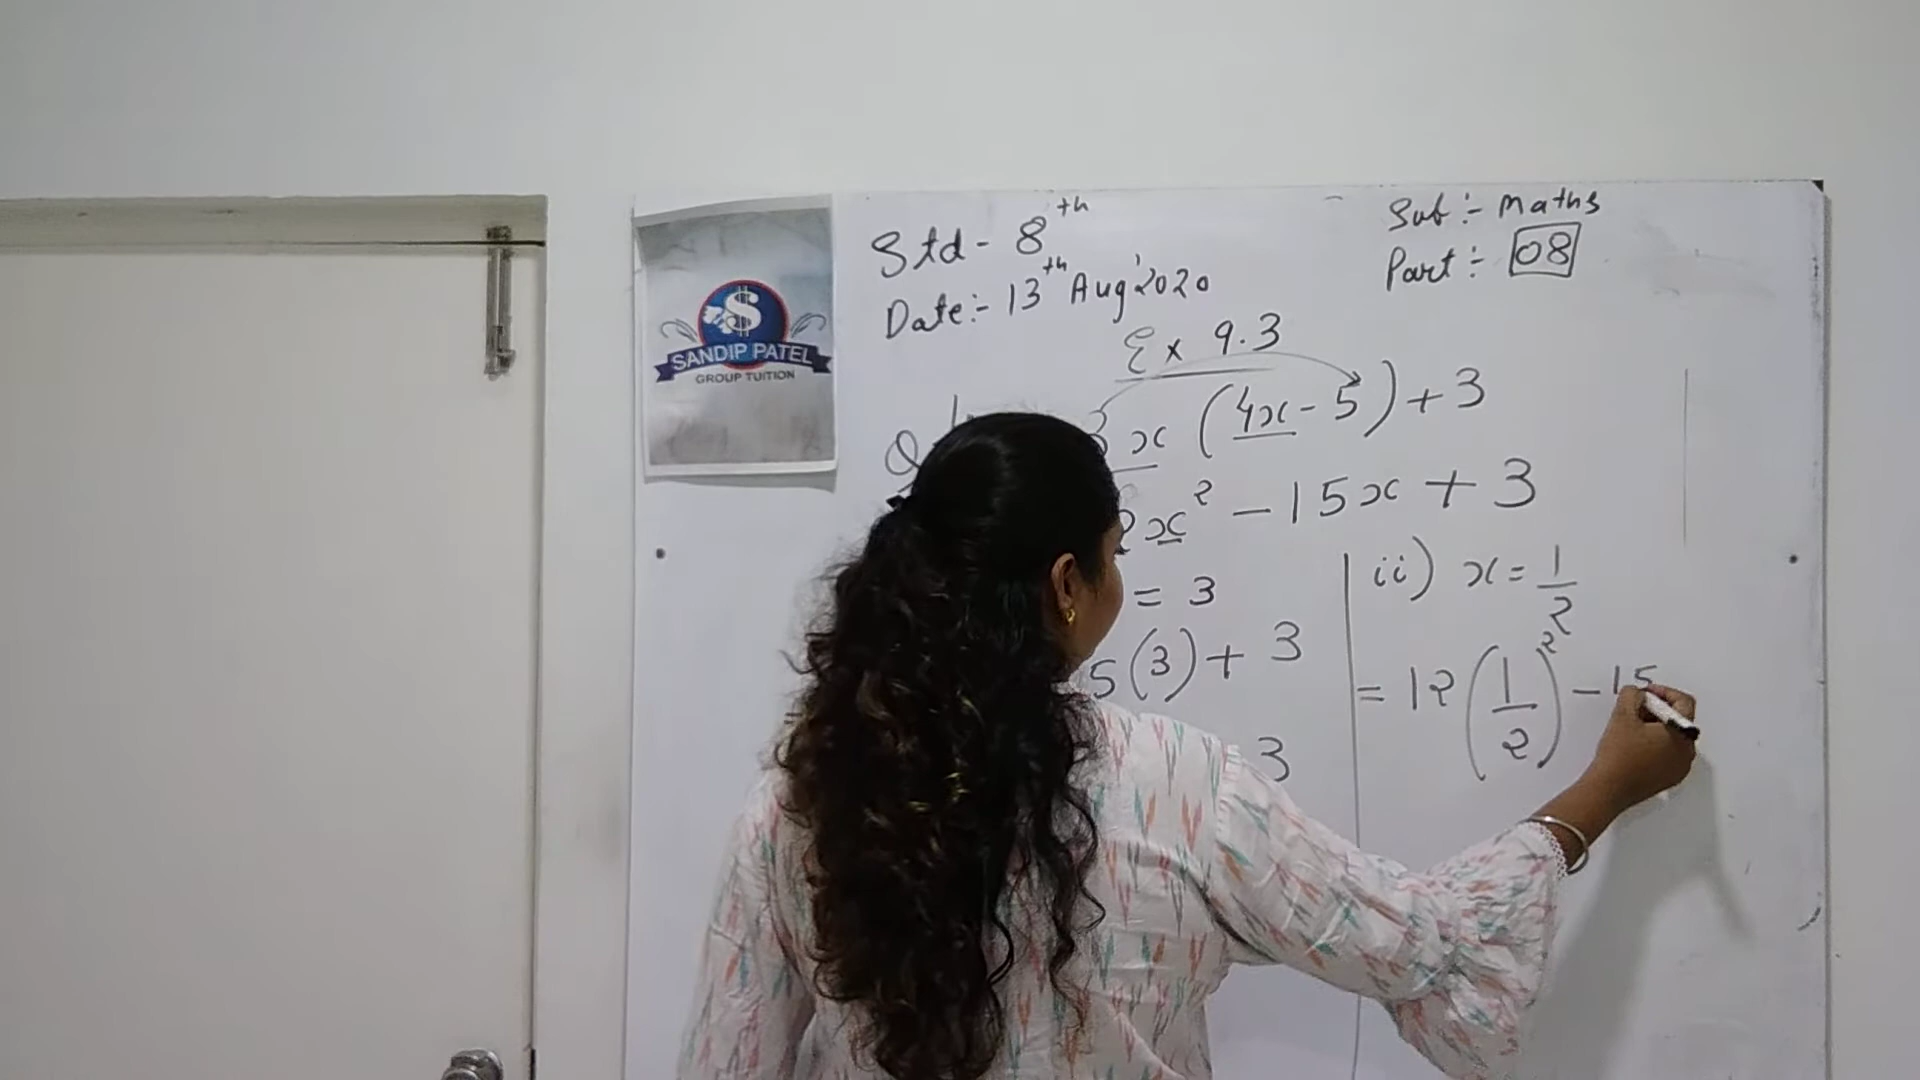 Std - 8th
Date:- 13th Aug' 2020
Sub:- Maths
Part:- 08
SANDIP PATEL
GROUP TUITION
Ex 9.3
x (4x - 5) + 3
x² - 15x + 3
= 3
5(3) + 3
3
ii) x = 1/2
= 12 (1/2)² - 15